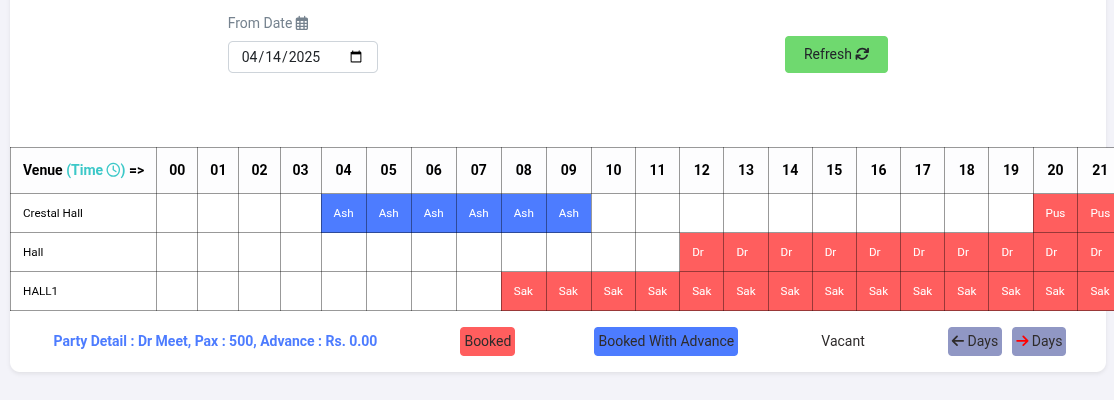 From Date
04/14/2025
Refresh
Venue (Time ) => 00 01 02 03 04 05 06 07 08 09 10 11 12 13 14 15 16 17 18 19 20 21
Crestal Hall Ash Ash Ash Ash Ash Ash Pus Pus
Hall Dr Dr Dr Dr Dr Dr Dr Dr Dr Dr
HALL1 Sak Sak Sak Sak Sak Sak Sak Sak Sak Sak Sak Sak Sak Sak
Party Detail : Dr Meet, Pax : 500, Advance : Rs. 0.00 Booked Booked With Advance Vacant ← Days → Days